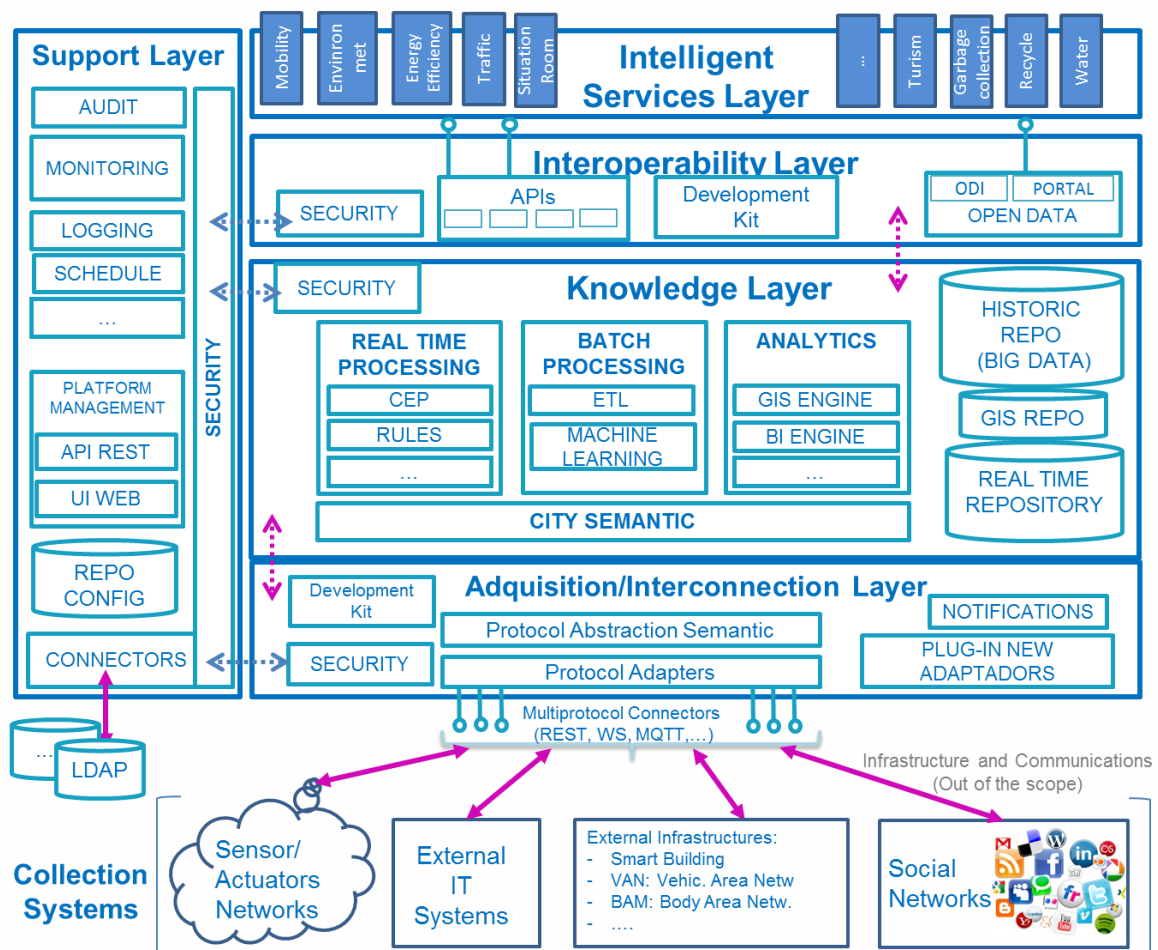 Support Layer
AUDIT
MONITORING
LOGGING
SCHEDULE
...
PLATFORM
MANAGEMENT
API REST
UI WEB
REPO
CONFIG
CONNECTORS
SECURITY
...
LDAP
Mobility
Environ
met
Energy
Efficiency
Traffic
Situation
Room
Intelligent
Services Layer
...
Turism
Garbage
collection
Recycle
Water
Interoperability Layer
SECURITY
APIs
Development
Kit
ODI
PORTAL
OPEN DATA
SECURITY
Knowledge Layer
REAL TIME
PROCESSING
CEP
RULES
...
BATCH
PROCESSING
ETL
MACHINE
LEARNING
ANALYTICS
GIS ENGINE
BI ENGINE
...
HISTORIC
REPO
(BIG DATA)
GIS REPO
REAL TIME
REPOSITORY
CITY SEMANTIC
Adquisition/Interconnection Layer
Development
Kit
SECURITY
Protocol Abstraction Semantic
Protocol Adapters
NOTIFICATIONS
PLUG-IN NEW
ADAPTADORS
Multiprotocol Connectors
(REST, WS, MQTT,...)
Infrastructure and Communications
(Out of the scope)
Collection
Systems
Sensor/
Actuators
Networks
External
IT
Systems
External Infrastructures:
- Smart Building
- VAN: Vehic. Area Netw
- BAM: Body Area Netw.
- ....
Social
Networks